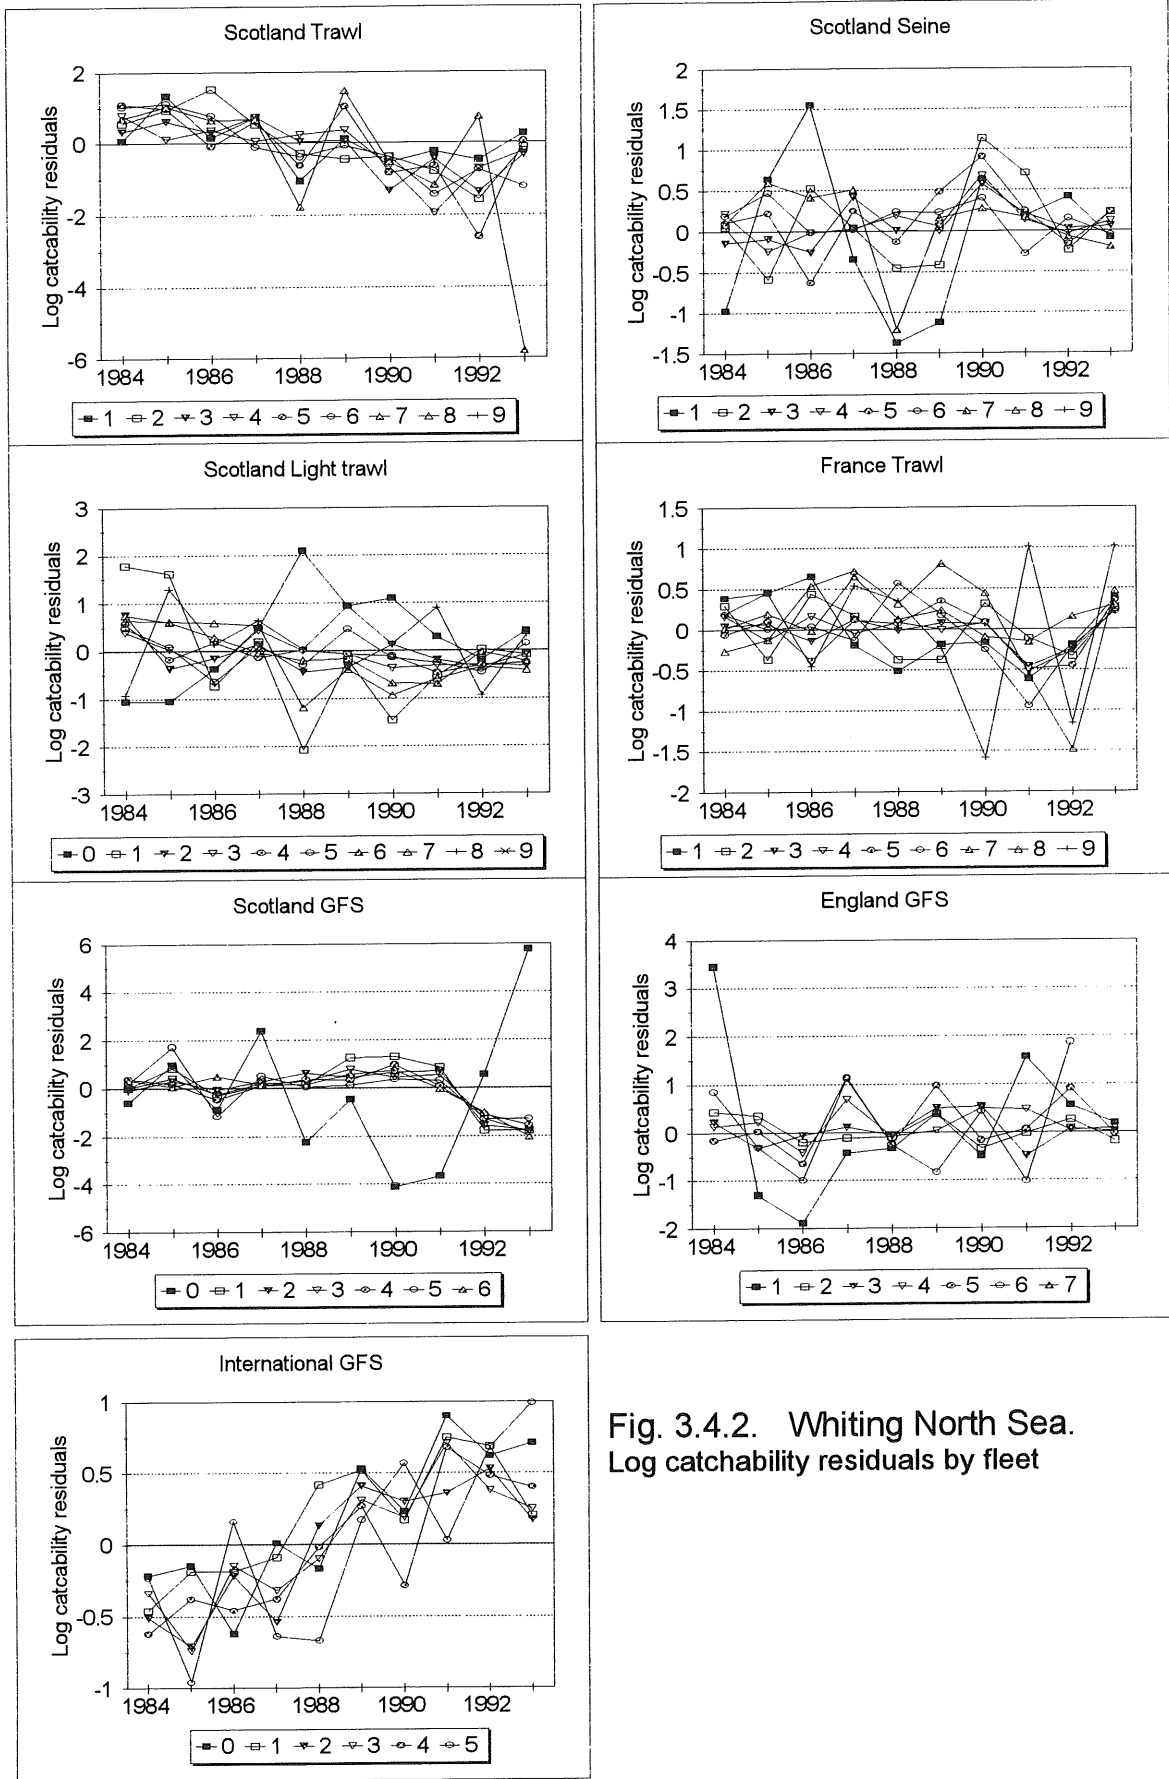 Scotland Trawl
Log catcability residuals
2
0
-2
-4
-6
1984 1986 1988 1990 1992
1 2 3 4 5 6 7 8 9
Scotland Seine
Log catcability residuals
2
1.5
1
0.5
0
-0.5
-1
-1.5
1984 1986 1988 1990 1992
1 2 3 4 5 6 7 8 9
Scotland Light trawl
Log catcability residuals
3
2
1
0
-1
-2
-3
1984 1986 1988 1990 1992
0 1 2 3 4 5 6 7 8 9
France Trawl
Log catcability residuals
1.5
1
0.5
0
-0.5
-1
-1.5
-2
1984 1986 1988 1990 1992
1 2 3 4 5 6 7 8 9
Scotland GFS
Log catcability residuals
6
4
2
0
-2
-4
-6
1984 1986 1988 1990 1992
0 1 2 3 4 5 6
England GFS
Log catcability residuals
4
3
2
1
0
-1
-2
1984 1986 1988 1990 1992
1 2 3 4 5 6 7
International GFS
Log catcability residuals
1
0.5
0
-0.5
-1
1984 1986 1988 1990 1992
0 1 2 3 4 5
Fig. 3.4.2. Whiting North Sea.
Log catchability residuals by fleet